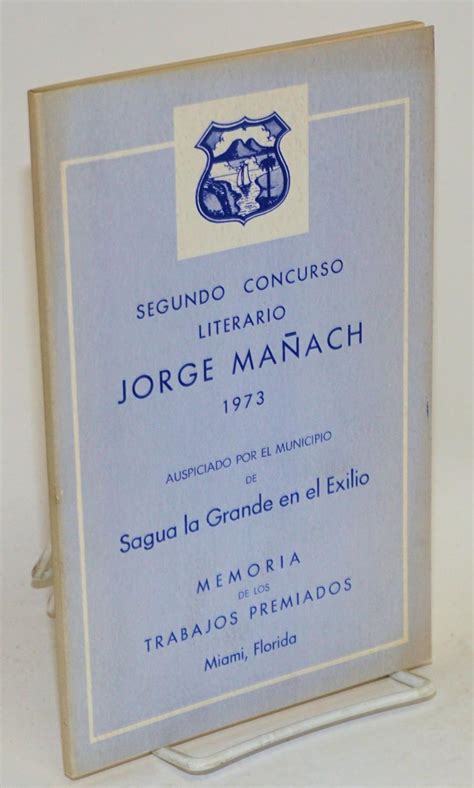 SEGUNDO CONCURSO
LITERARIO
JORGE MAÑACH
1973
AUSPICIADO POR EL MUNICIPIO
DE
Sagua la Grande en el Exilio
MEMORIA
DE LOS
TRABAJOS PREMIADOS
Miami, Florida